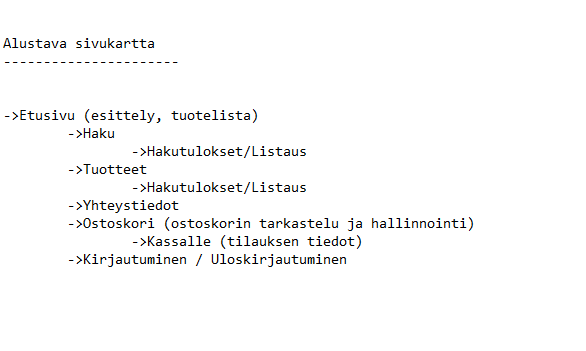 Alustava sivukartta
----------------------
->Etusivu (esittely, tuotelista)
->Haku
->Hakutulokset/Listaus
->Tuotteet
->Hakutulokset/Listaus
->Yhteystiedot
->Ostoskori (ostoskorin tarkastelu ja hallinnointi)
->Kassalle (tilauksen tiedot)
->Kirjautuminen / Uloskirjautuminen